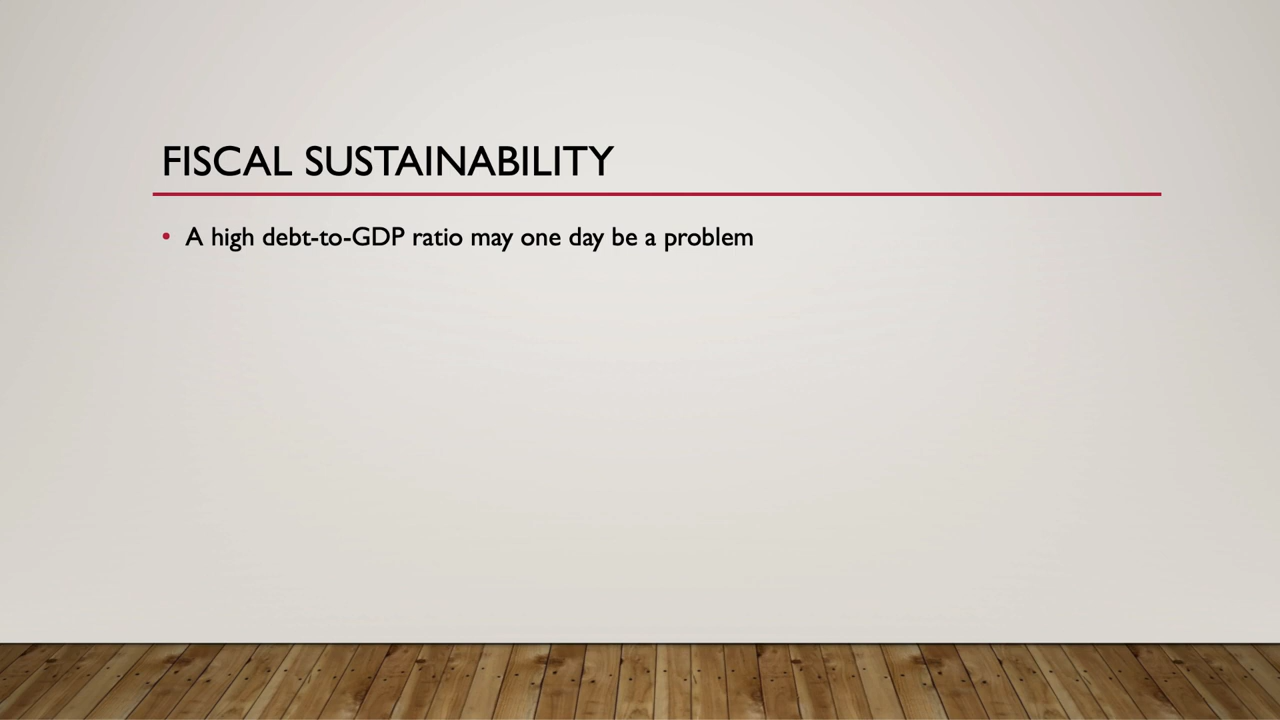 FISCAL SUSTAINABILITY
• A high debt-to-GDP ratio may one day be a problem